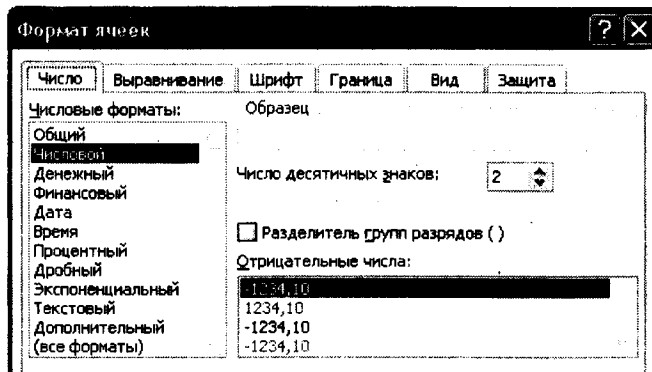 Формат ячеек
Число Выравнивание Шрифт Граница Вид Защита
Числовые форматы:
Общий
Числовой
Денежный
Финансовый
Дата
Время
Процентный
Дробный
Экспоненциальный
Текстовый
Дополнительный
(все форматы)
Образец
Число десятичных знаков: 2
Разделитель групп разрядов ( )
Отрицательные числа:
-1234,10
1234,10
-1234,10
-1234,10